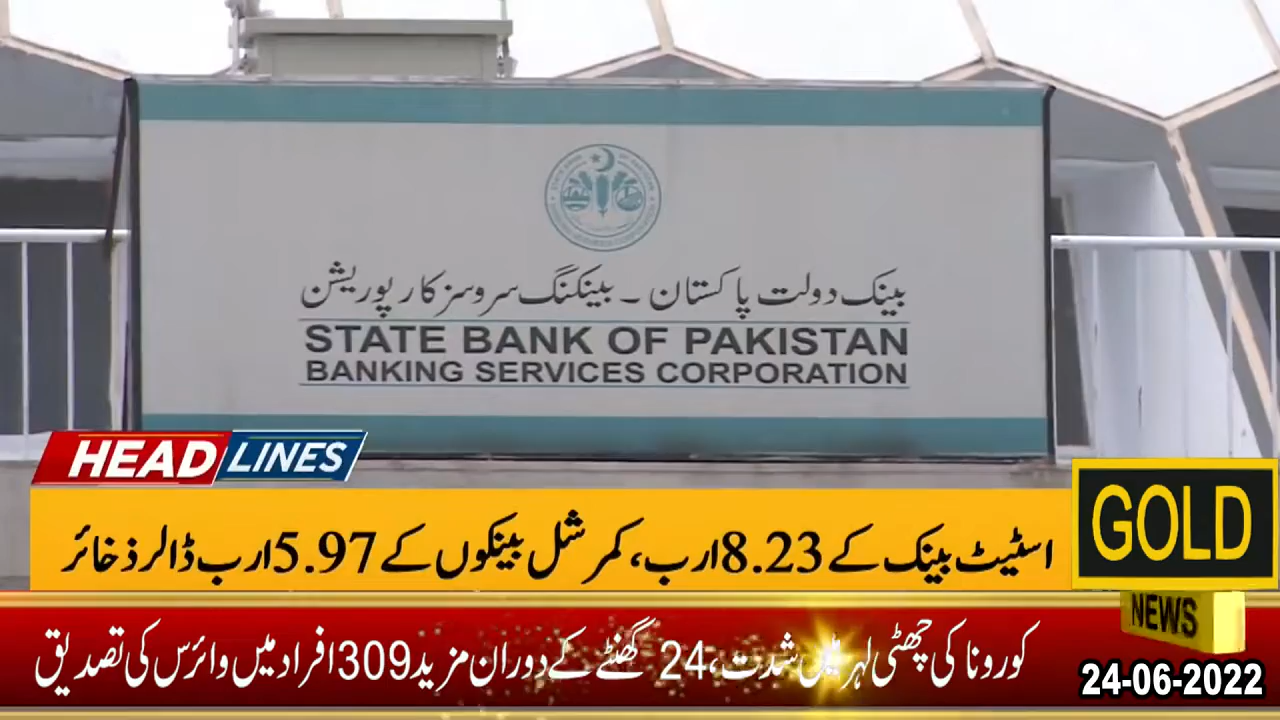 بینک دولت پاکستان ۔ بینکنگ سروسز کارپوریشن
STATE BANK OF PAKISTAN
BANKING SERVICES CORPORATION
HEADLINES
اسٹیٹ بینک کے 8.23 ارب، کمرشل بینکوں کے 5.97 ارب ڈالر ذخائر
GOLD
NEWS
کورونا کی چھٹی لہر میں شدت، 24 گھنٹے کے دوران مزید 309 افراد میں وائرس کی تصدیق
24-06-2022